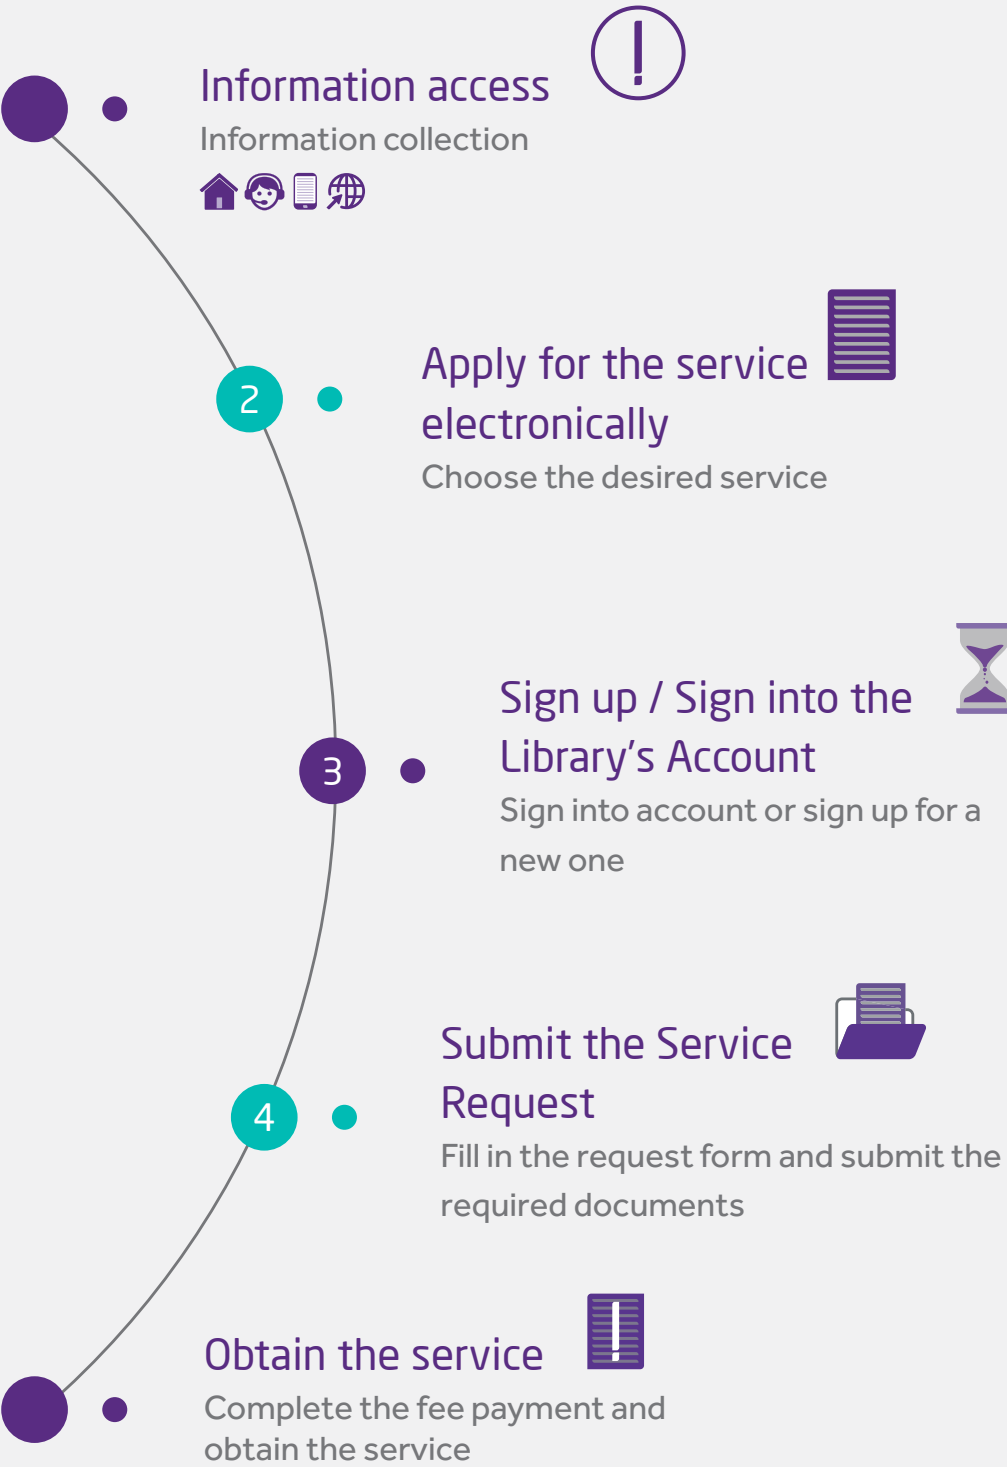 Information access
Information collection
2
Apply for the service
electronically
Choose the desired service
3
Sign up / Sign into the
Library's Account
Sign into account or sign up for a
new one
4
Submit the Service
Request
Fill in the request form and submit the
required documents
Obtain the service
Complete the fee payment and
obtain the service